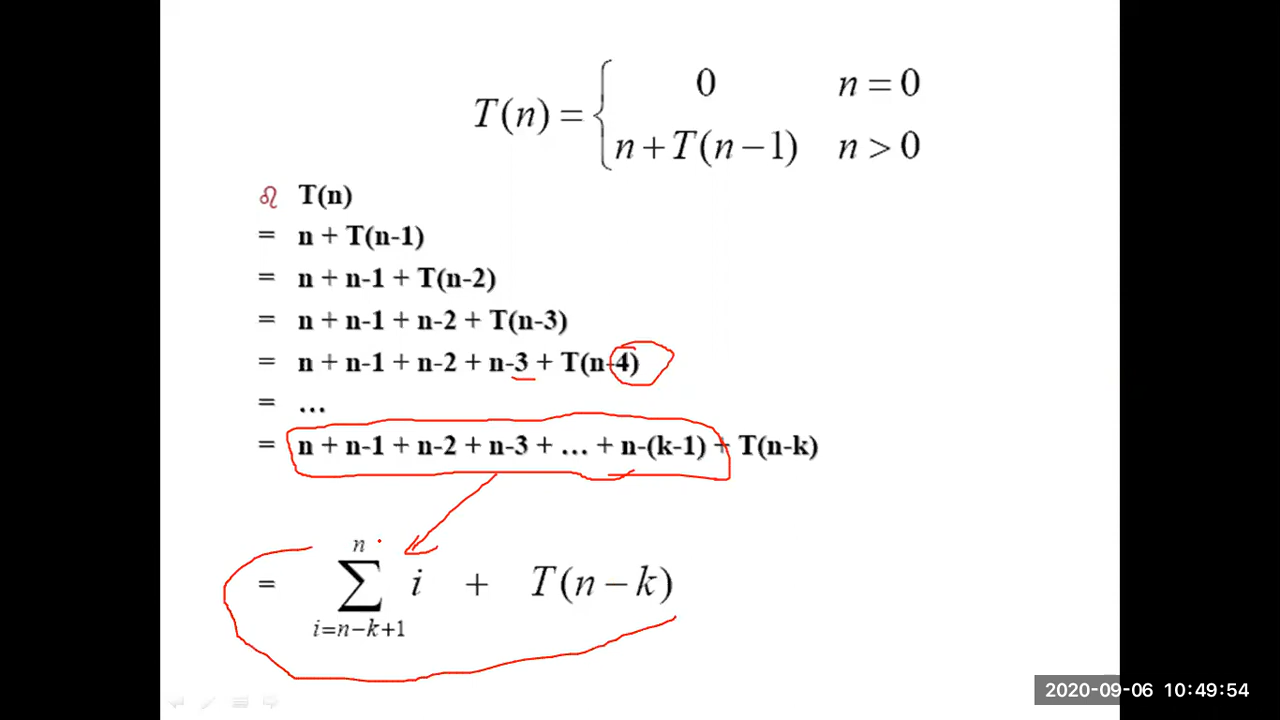 T(n) = { 0 n = 0
n + T(n − 1) n > 0
♌ T(n)
= n + T(n-1)
= n + n-1 + T(n-2)
= n + n-1 + n-2 + T(n-3)
= n + n-1 + n-2 + n-3 + T(n-4)
= …
= n + n-1 + n-2 + n-3 + … + n-(k-1) + T(n-k)
n
= ∑ i + T(n − k)
i=n−k+1
2020-09-06 10:49:54